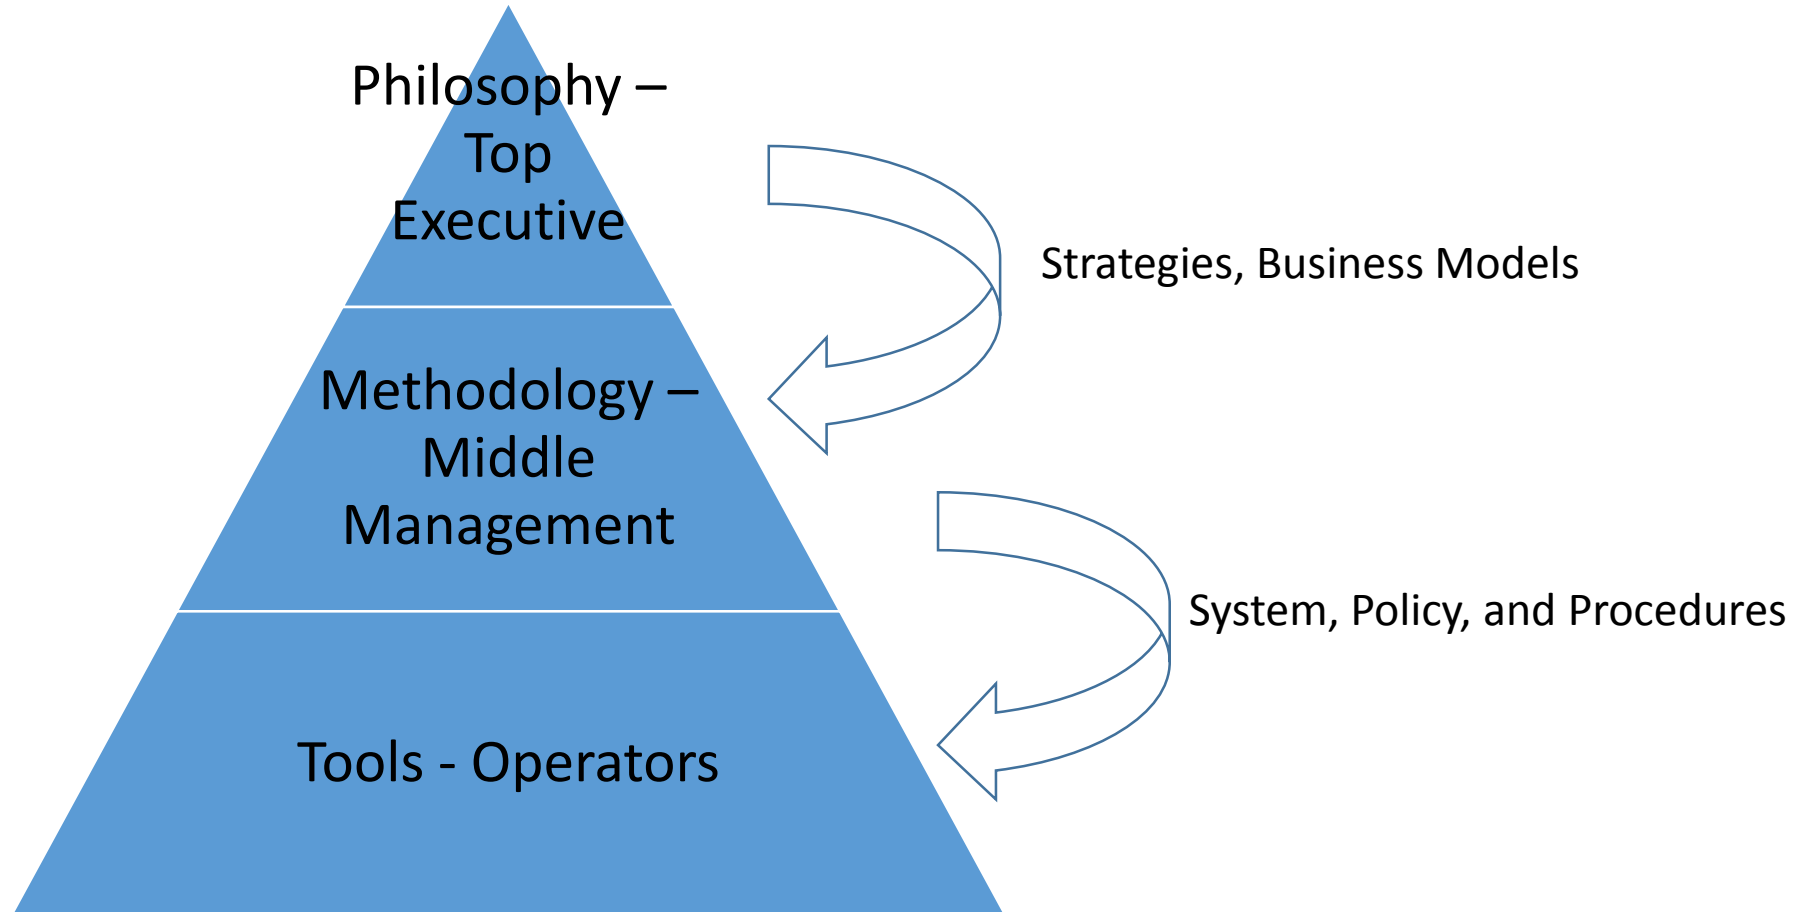 Philosophy –
Top
Executive
Strategies, Business Models
Methodology –
Middle
Management
System, Policy, and Procedures
Tools - Operators